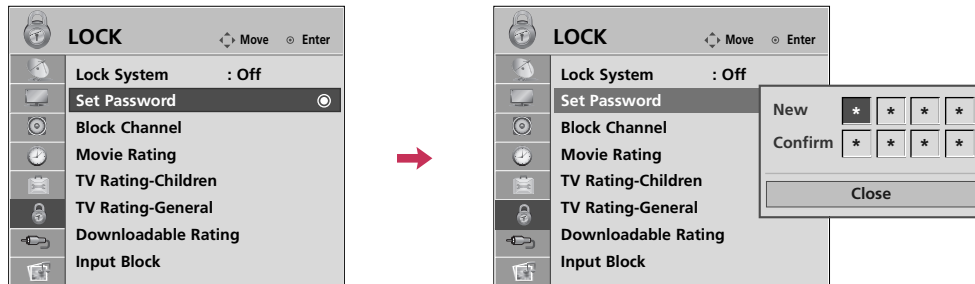 LOCK
Move
Enter
Lock System : Off
Set Password
Block Channel
Movie Rating
TV Rating-Children
TV Rating-General
Downloadable Rating
Input Block
LOCK
Move
Enter
Lock System : Off
Set Password
Block Channel
Movie Rating
TV Rating-Children
TV Rating-General
Downloadable Rating
Input Block
New * * * *
Confirm * * * *
Close